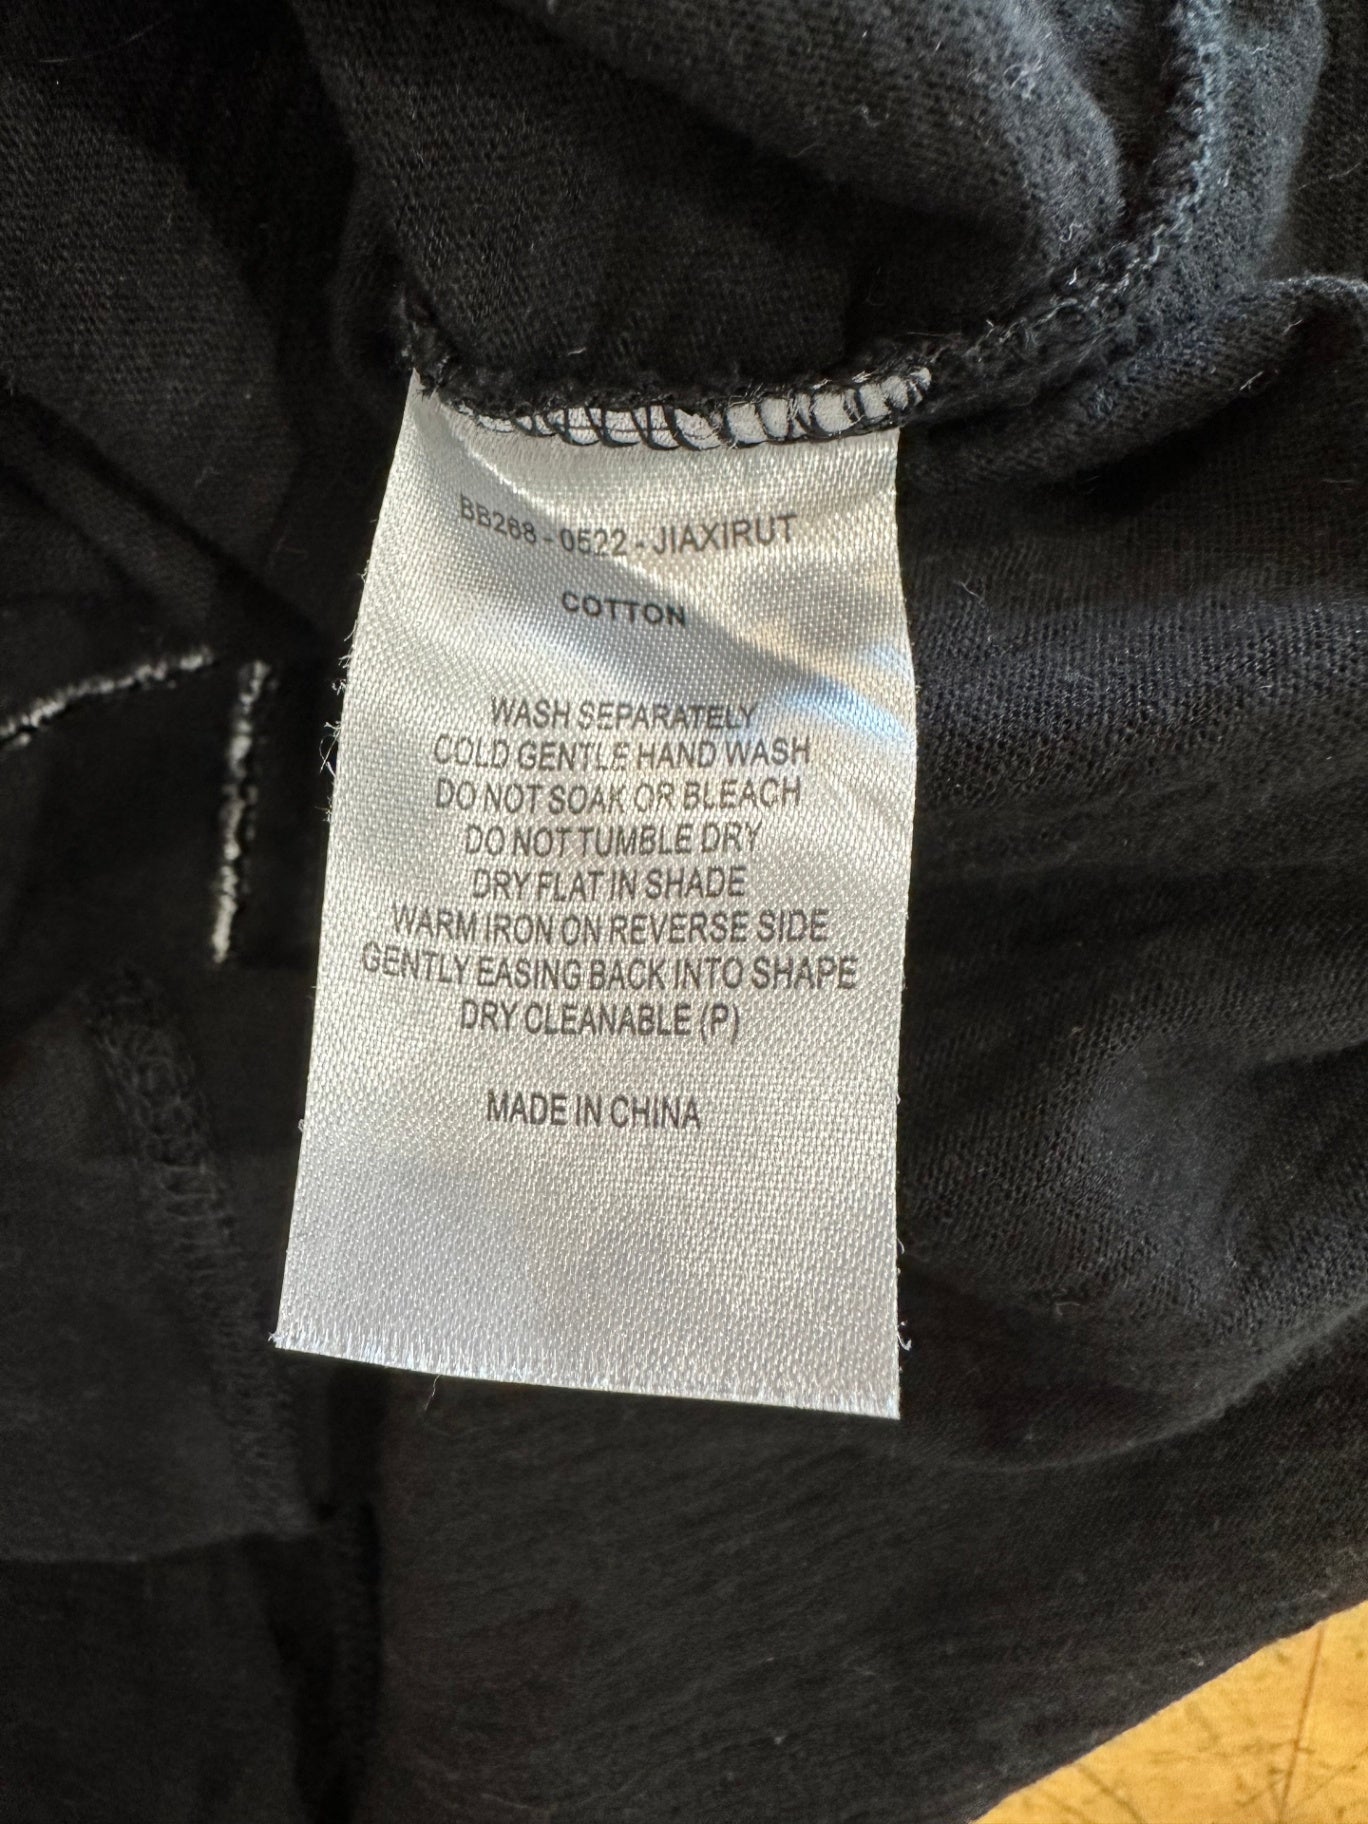 BB268 - 0522 - JIAXIRUT
COTTON
WASH SEPARATELY
COLD GENTLE HAND WASH
DO NOT SOAK OR BLEACH
DO NOT TUMBLE DRY
DRY FLAT IN SHADE
WARM IRON ON REVERSE SIDE
GENTLY EASING BACK INTO SHAPE
DRY CLEANABLE (P)
MADE IN CHINA